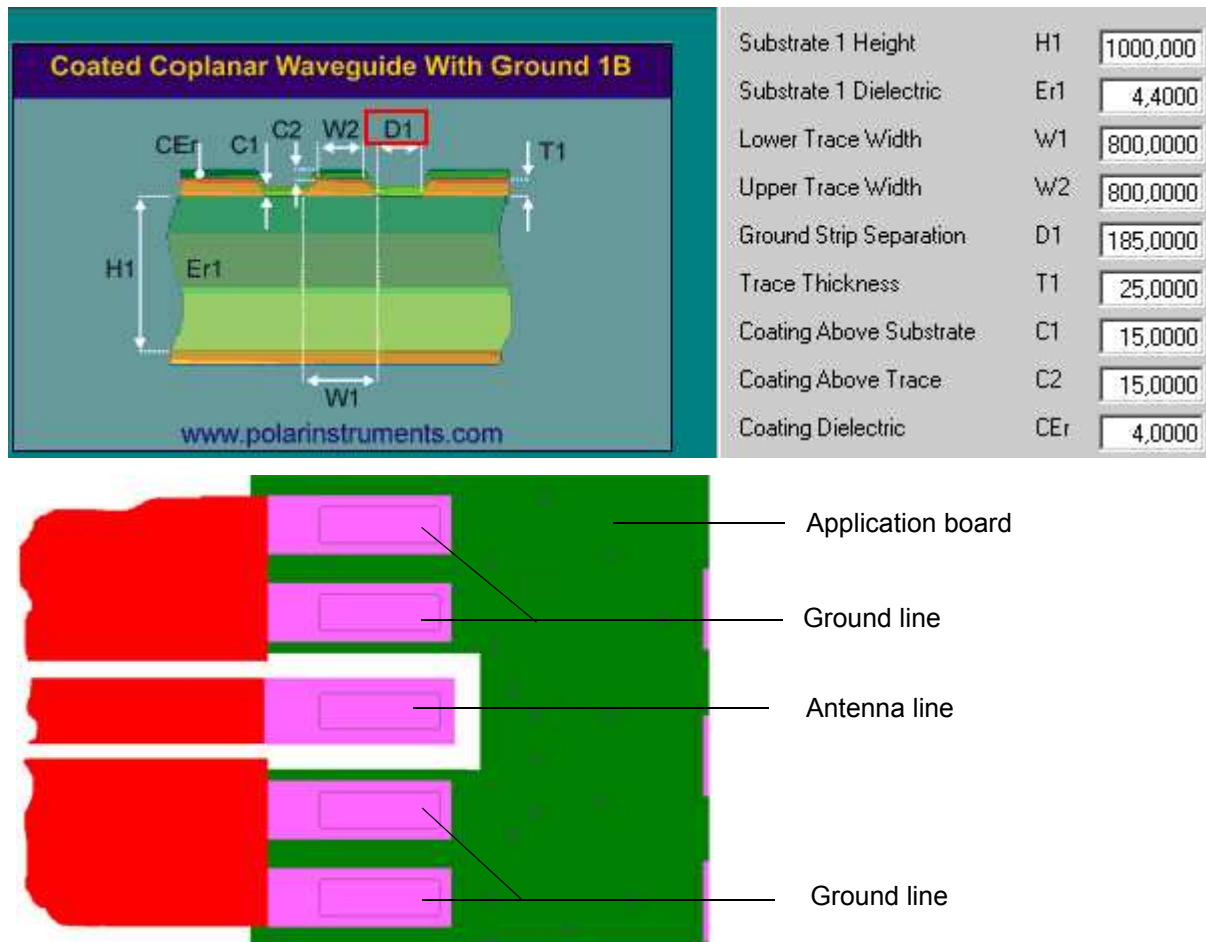 Coated Coplanar Waveguide With Ground 1B
CEr C1 C2 W2 D1 T1
H1 Er1
W1
www.polarinstruments.com
Substrate 1 Height H1 1000,000
Substrate 1 Dielectric Er1 4,4000
Lower Trace Width W1 800,0000
Upper Trace Width W2 800,0000
Ground Strip Separation D1 185,0000
Trace Thickness T1 25,0000
Coating Above Substrate C1 15,0000
Coating Above Trace C2 15,0000
Coating Dielectric CEr 4,0000
Application board
Ground line
Antenna line
Ground line